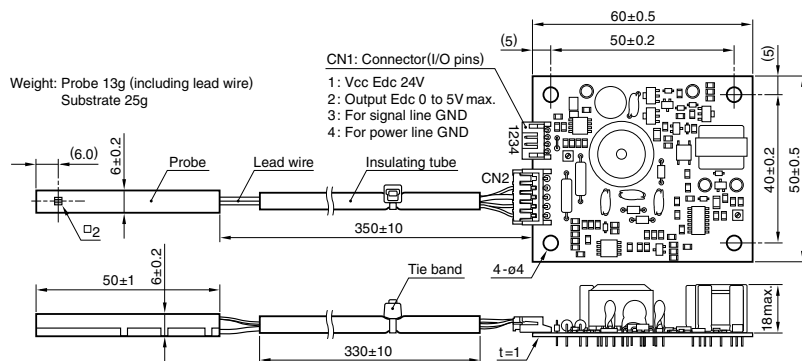 60±0.5
(5)
50±0.2
(5)
CN1: Connector(I/O pins)
1: Vcc Edc 24V
2: Output Edc 0 to 5V max.
3: For signal line GND
4: For power line GND
Weight: Probe 13g (including lead wire)
Substrate 25g
1234
(6.0)
6±0.2
Probe
Lead wire
Insulating tube
CN2
40±0.2
50±0.5
□2
350±10
4-ø4
50±1
6±0.2
Tie band
18max.
330±10
t=1